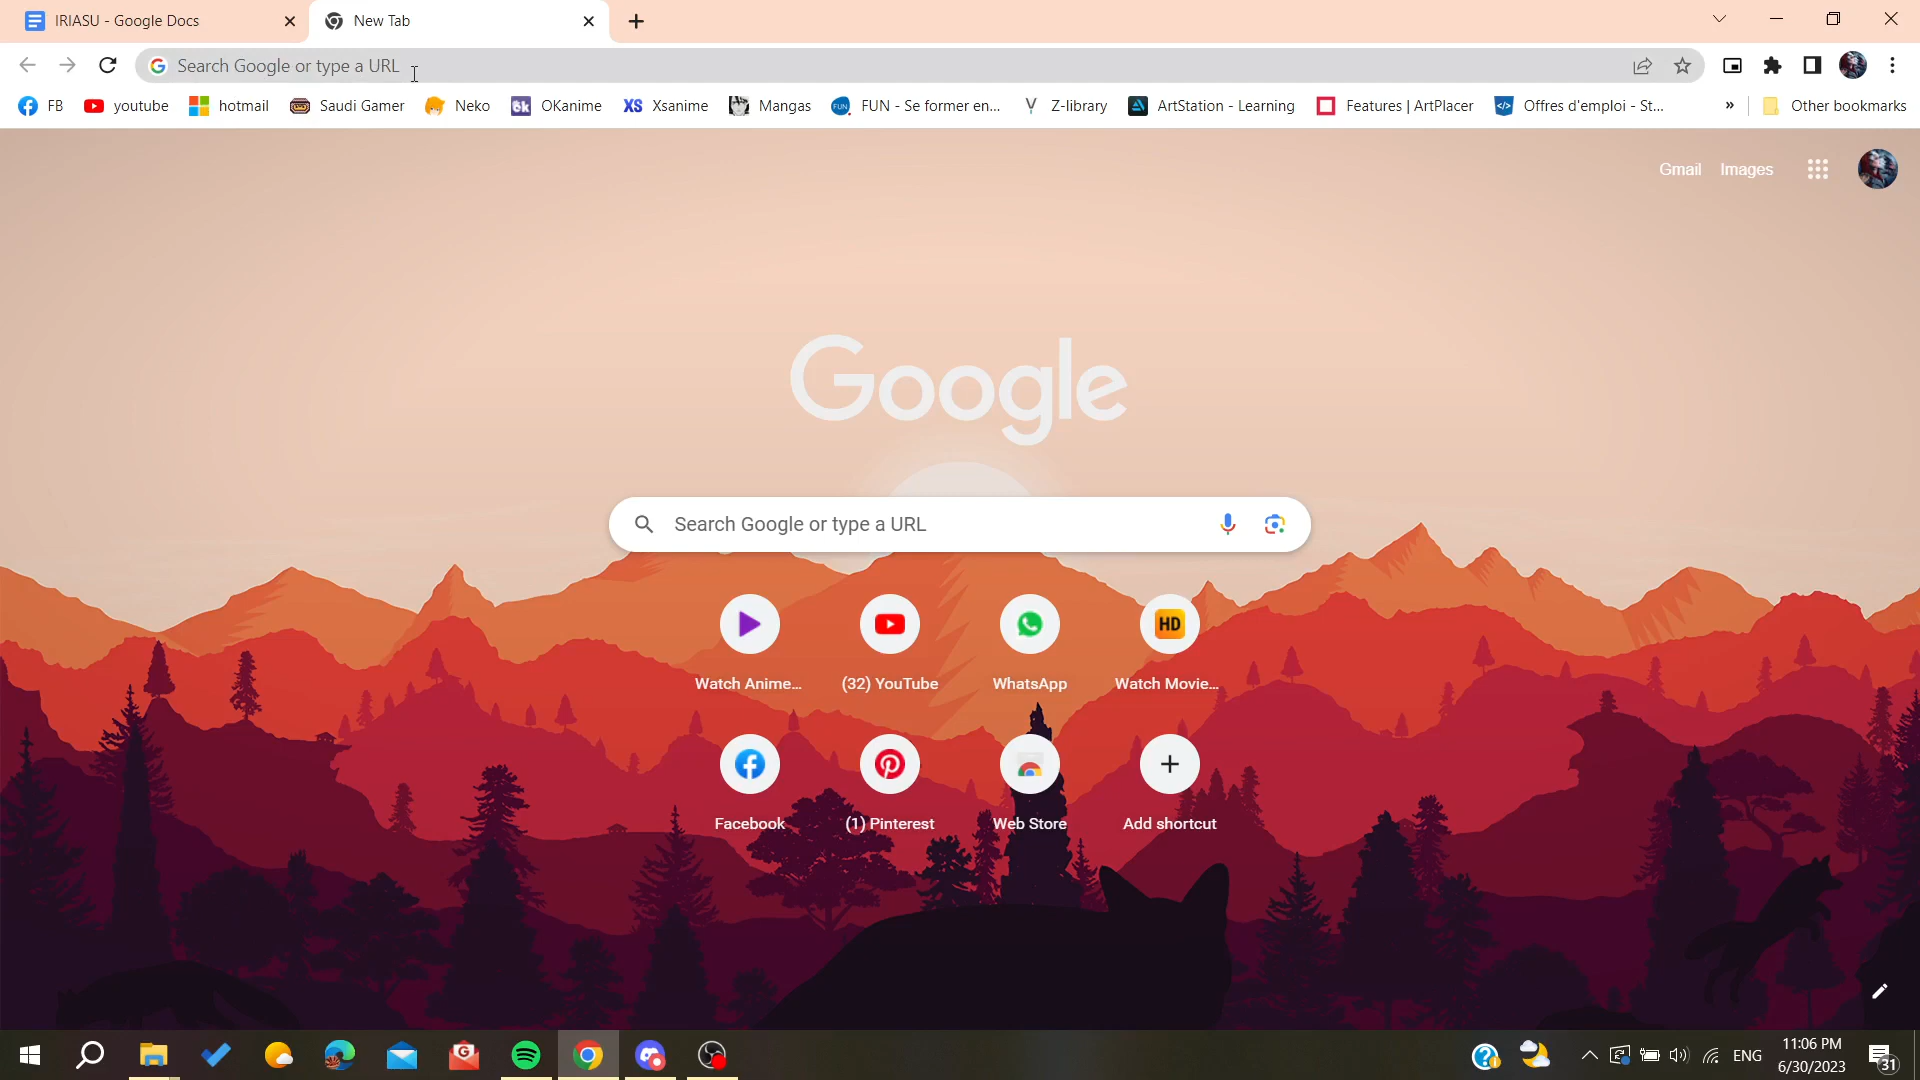 IRIASU - Google Docs
New Tab
Search Google or type a URL
FB
youtube
hotmail
Saudi Gamer
Neko
OKanime
Xsanime
Mangas
FUN - Se former en...
Z-library
ArtStation - Learning
Features | ArtPlacer
Offres d'emploi - St...
»
Other bookmarks
Gmail
Images
Google
Search Google or type a URL
HD
Watch Anime...
(32) YouTube
WhatsApp
Watch Movie...
Facebook
(1) Pinterest
Web Store
Add shortcut
ENG
11:06 PM
6/30/2023
31